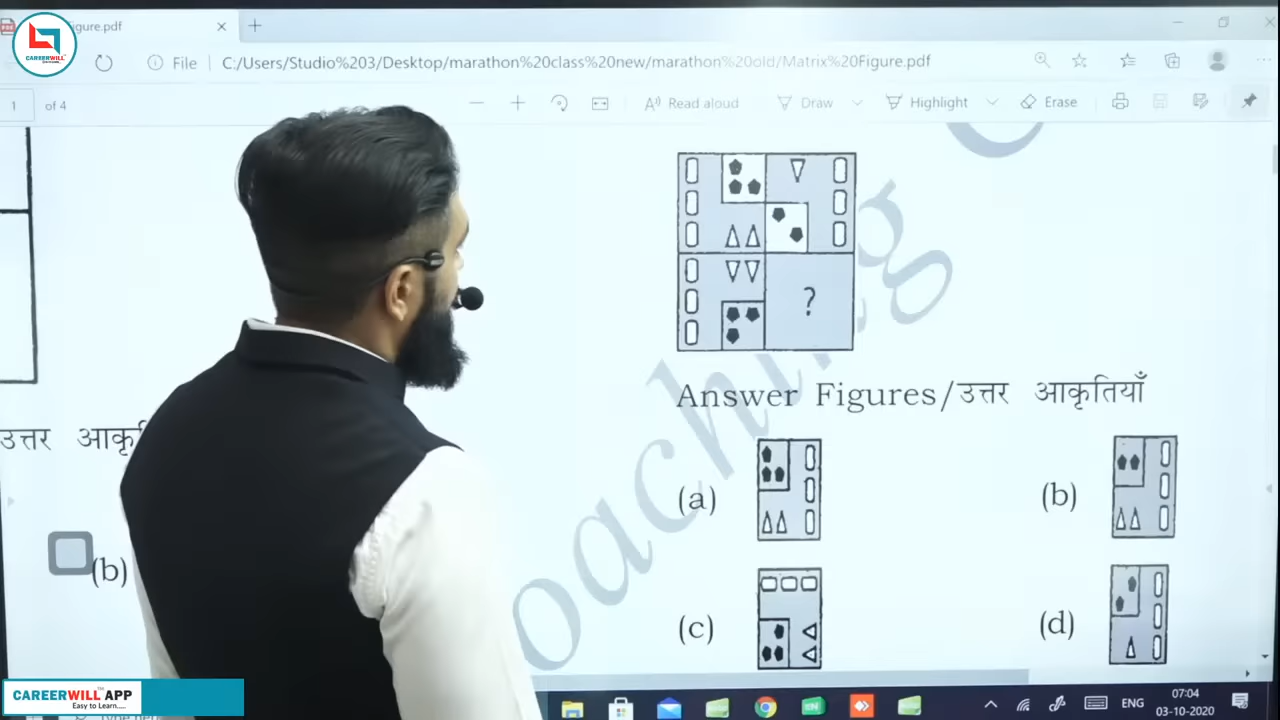 igure.pdf
CAREERWILL
File C:/Users/Studio%203/Desktop/marathon%20class%20new/marathon%20old/Matrix%20Figure.pdf
1 of 4 Read aloud Draw Highlight Erase
?
Answer Figures/उत्तर आकृतियाँ
उत्तर आकृ
(a) (b)
(b)
(c) (d)
oaching C
CAREERWILL APP
Easy to Learn.....
ENG 07:04
03-10-2020